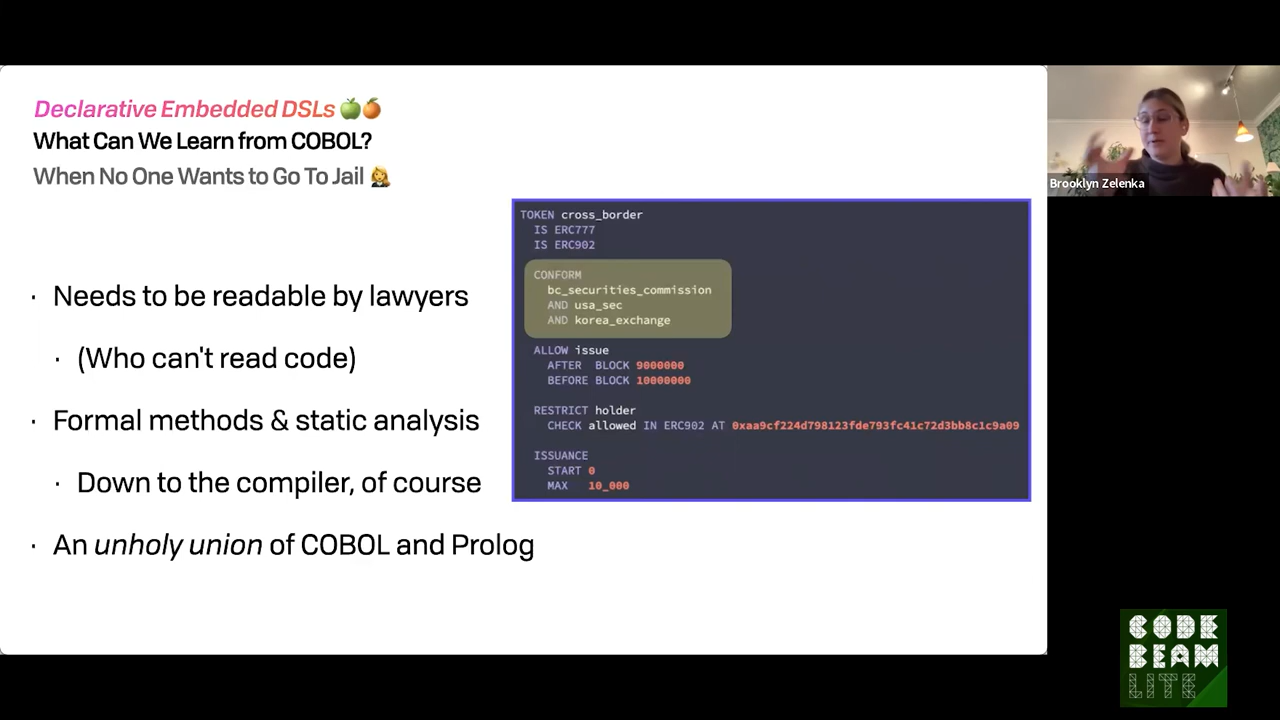 Declarative Embedded DSLs 🍏🍊
What Can We Learn from COBOL?
When No One Wants to Go To Jail 👩‍⚖️
· Needs to be readable by lawyers
· (Who can't read code)
· Formal methods & static analysis
· Down to the compiler, of course
· An unholy union of COBOL and Prolog
TOKEN cross_border
IS ERC777
IS ERC902
CONFORM
bc_securities_commission
AND usa_sec
AND korea_exchange
ALLOW issue
AFTER BLOCK 9000000
BEFORE BLOCK 10000000
RESTRICT holder
CHECK allowed IN ERC902 AT 0xaa9cf224d798123fde793fc41c72d3bb8c1c9a09
ISSUANCE
START 0
MAX 10_000
Brooklyn Zelenka
CODE
BEAM
LITE